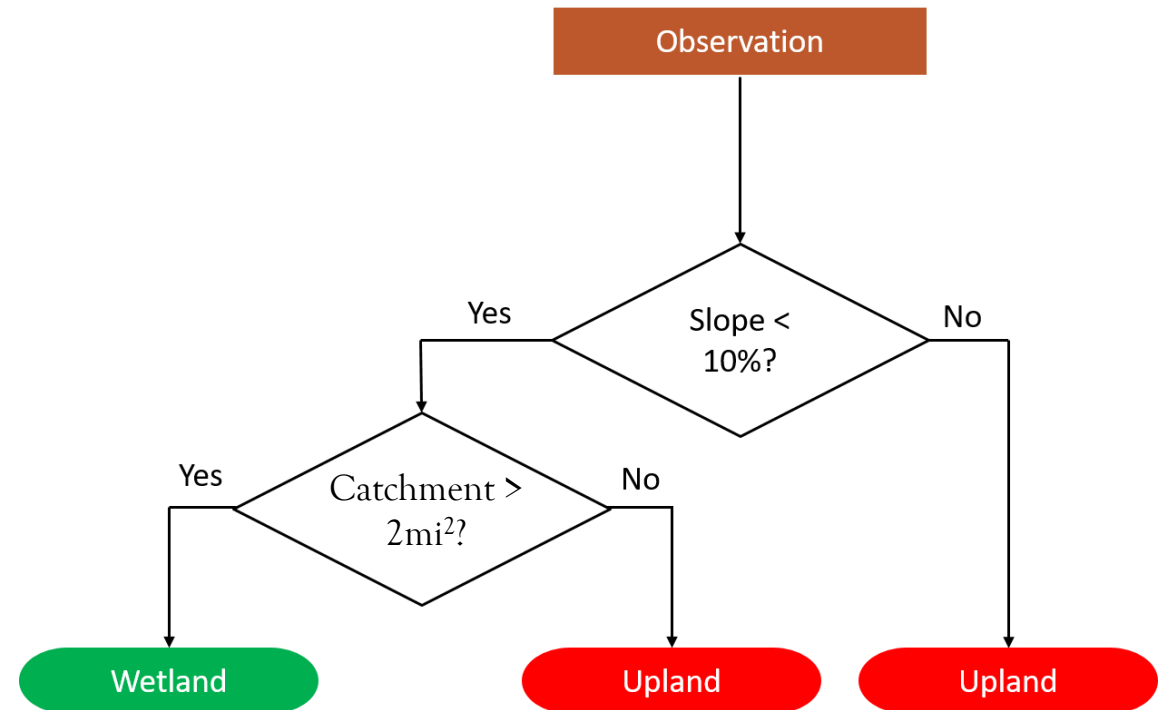 Observation
Yes
Slope <
10%?
No
Yes
Catchment >
2mi²?
No
Wetland
Upland
Upland